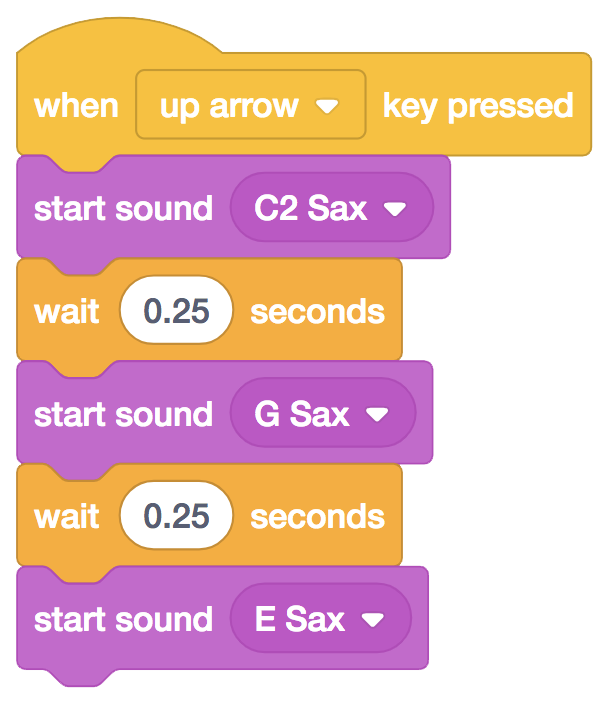 when up arrow key pressed
start sound C2 Sax
wait 0.25 seconds
start sound G Sax
wait 0.25 seconds
start sound E Sax